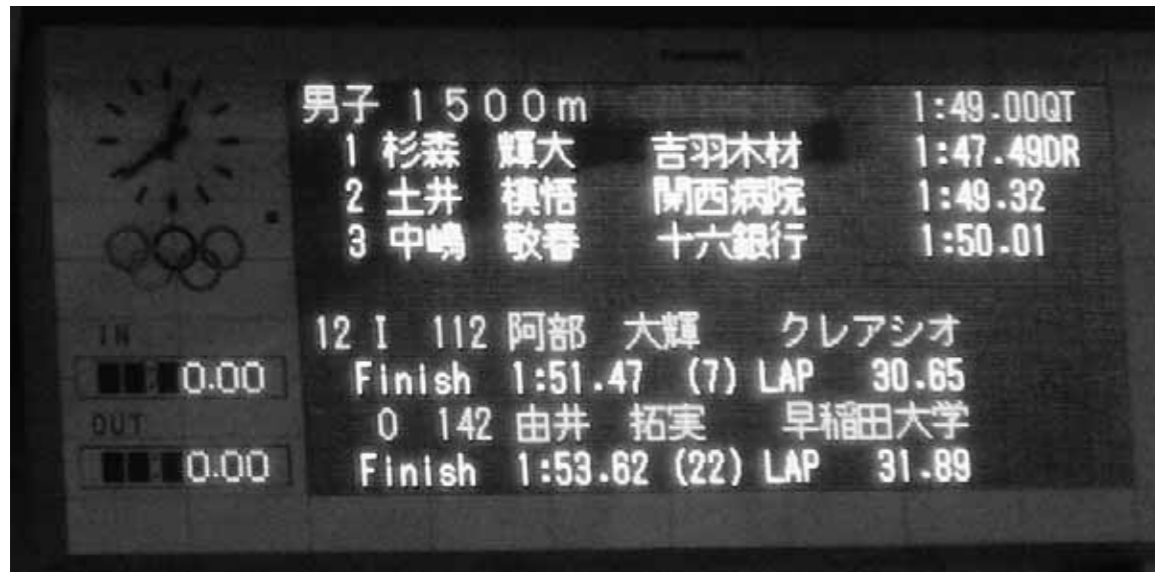 男子 1500m 1:49.00QT
1 杉森 輝大 吉羽木材 1:47.49DR
2 土井 槙悟 開西病院 1:49.32
3 中嶋 敬春 十六銀行 1:50.01
12 I 112 阿部 大輝 クレアシオ
Finish 1:51.47 (7) LAP 30.65
O 142 由井 拓実 早稲田大学
Finish 1:53.62 (22) LAP 31.89
IN
0.00
OUT
0.00